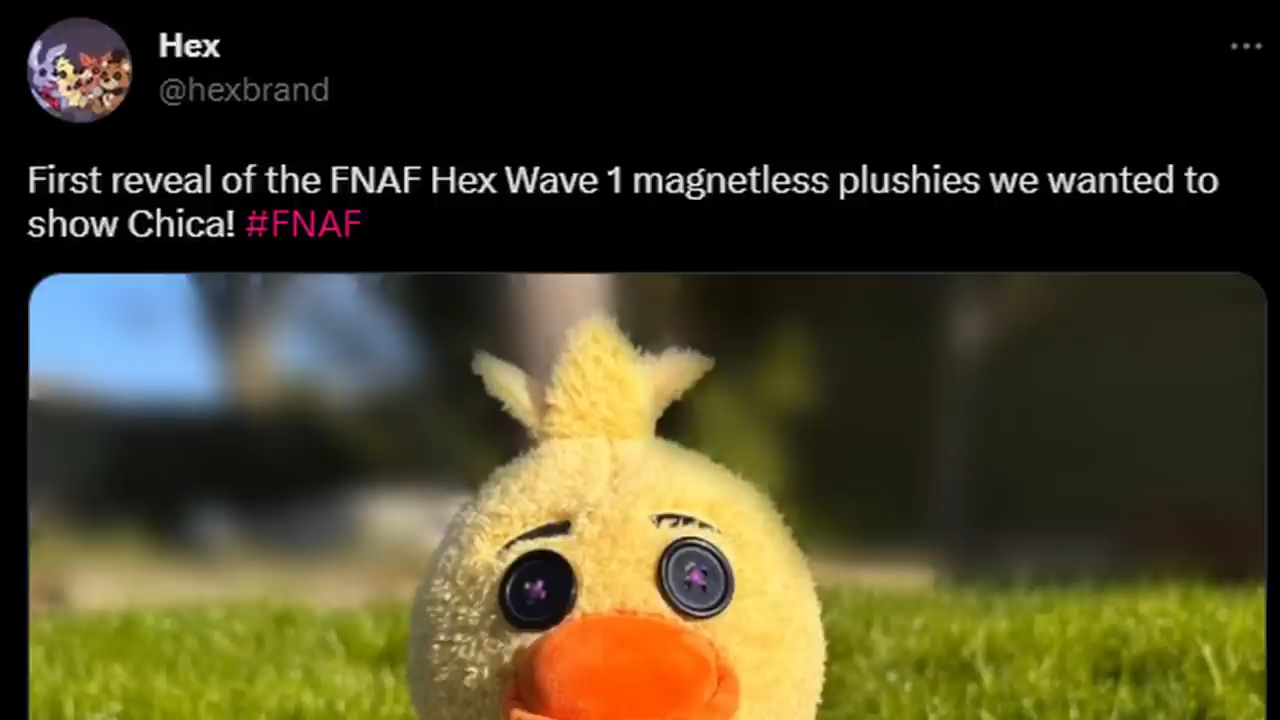 Hex
@hexbrand
First reveal of the FNAF Hex Wave 1 magnetless plushies we wanted to
show Chica! #FNAF